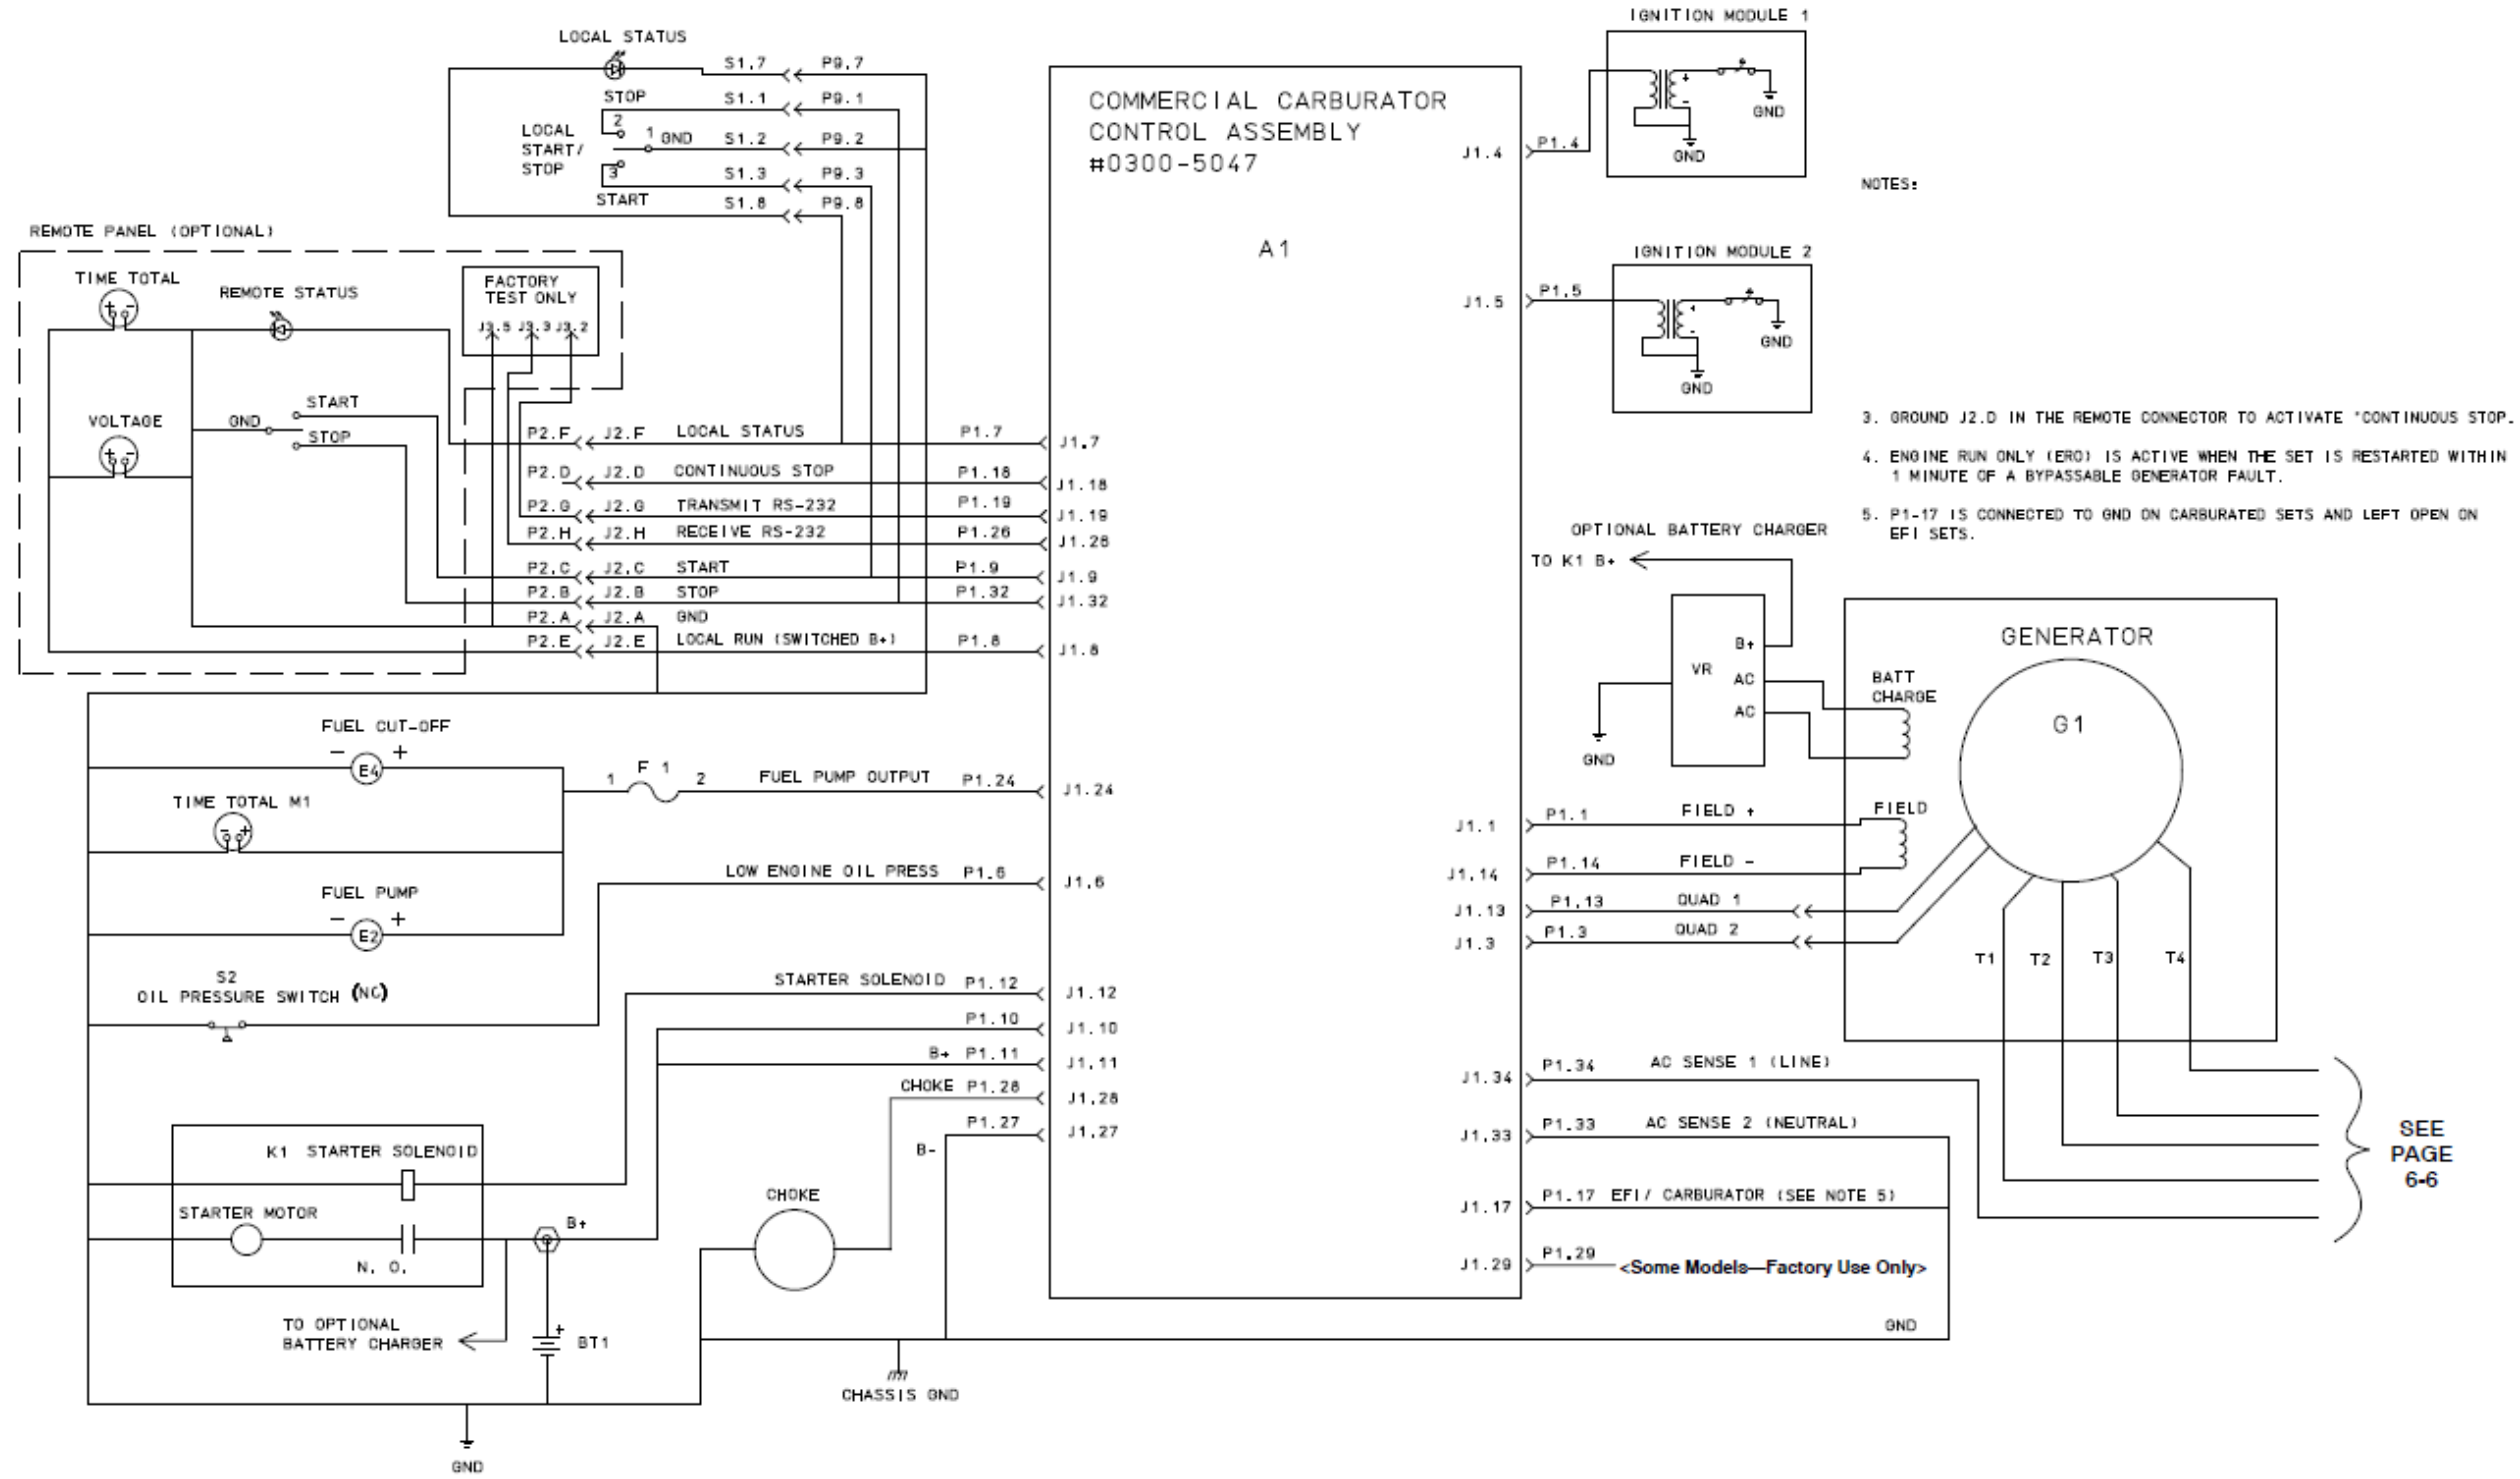 IGNITION MODULE 1
GND
GND
J1.4
P1.4
IGNITION MODULE 2
GND
GND
J1.5
P1.5
COMMERCIAL CARBURATOR
CONTROL ASSEMBLY
#0300-5047
A1
LOCAL STATUS
S1.7 P9.7
STOP
S1.1 P9.1
LOCAL
START/
STOP
2
1
GND
S1.2 P9.2
3
S1.3 P9.3
START
S1.8 P9.8
REMOTE PANEL (OPTIONAL)
TIME TOTAL
+ -
REMOTE STATUS
FACTORY
TEST ONLY
J3.5 J3.3 J3.2
VOLTAGE
+ -
GND
START
STOP
P2.F J2.F LOCAL STATUS P1.7 J1.7
P2.D J2.D CONTINUOUS STOP P1.18 J1.18
P2.G J2.G TRANSMIT RS-232 P1.19 J1.19
P2.H J2.H RECEIVE RS-232 P1.26 J1.26
P2.C J2.C START P1.9 J1.9
P2.B J2.B STOP P1.32 J1.32
P2.A J2.A GND
P2.E J2.E LOCAL RUN (SWITCHED B+) P1.8 J1.8
NOTES:
3. GROUND J2.D IN THE REMOTE CONNECTOR TO ACTIVATE "CONTINUOUS STOP.
4. ENGINE RUN ONLY (ERO) IS ACTIVE WHEN THE SET IS RESTARTED WITHIN
1 MINUTE OF A BYPASSABLE GENERATOR FAULT.
5. P1-17 IS CONNECTED TO GND ON CARBURATED SETS AND LEFT OPEN ON
EFI SETS.
OPTIONAL BATTERY CHARGER
TO K1 B+
VR
B+
AC
AC
GND
GENERATOR
G1
BATT
CHARGE
FIELD
FUEL CUT-OFF
- E4 +
TIME TOTAL M1
- +
FUEL PUMP
- E2 +
1 F 1 2
FUEL PUMP OUTPUT P1.24 J1.24
LOW ENGINE OIL PRESS P1.6 J1.6
S2
OIL PRESSURE SWITCH (NC)
STARTER SOLENOID P1.12 J1.12
P1.10 J1.10
B+ P1.11 J1.11
CHOKE P1.28 J1.28
P1.27 J1.27
B-
K1 STARTER SOLENOID
STARTER MOTOR
N. O.
B+
TO OPTIONAL
BATTERY CHARGER
+
BT1
CHOKE
CHASSIS GND
GND
J1.1 P1.1 FIELD +
J1.14 P1.14 FIELD -
J1.13 P1.13 QUAD 1
J1.3 P1.3 QUAD 2
T1 T2 T3 T4
J1.34 P1.34 AC SENSE 1 (LINE)
J1.33 P1.33 AC SENSE 2 (NEUTRAL)
J1.17 P1.17 EFI/ CARBURATOR (SEE NOTE 5)
J1.29 P1.29 <Some Models—Factory Use Only>
GND
SEE
PAGE
6-6